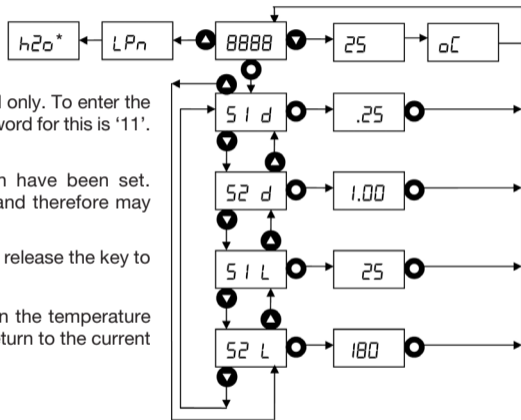 h2o* LPn 8888 25 oC
l only. To enter the
word for this is '11'.
S1 d .25
n have been set.
and therefore may
S2 d 1.00
release the key to
S1 L 25
n the temperature
eturn to the current
S2 L 180